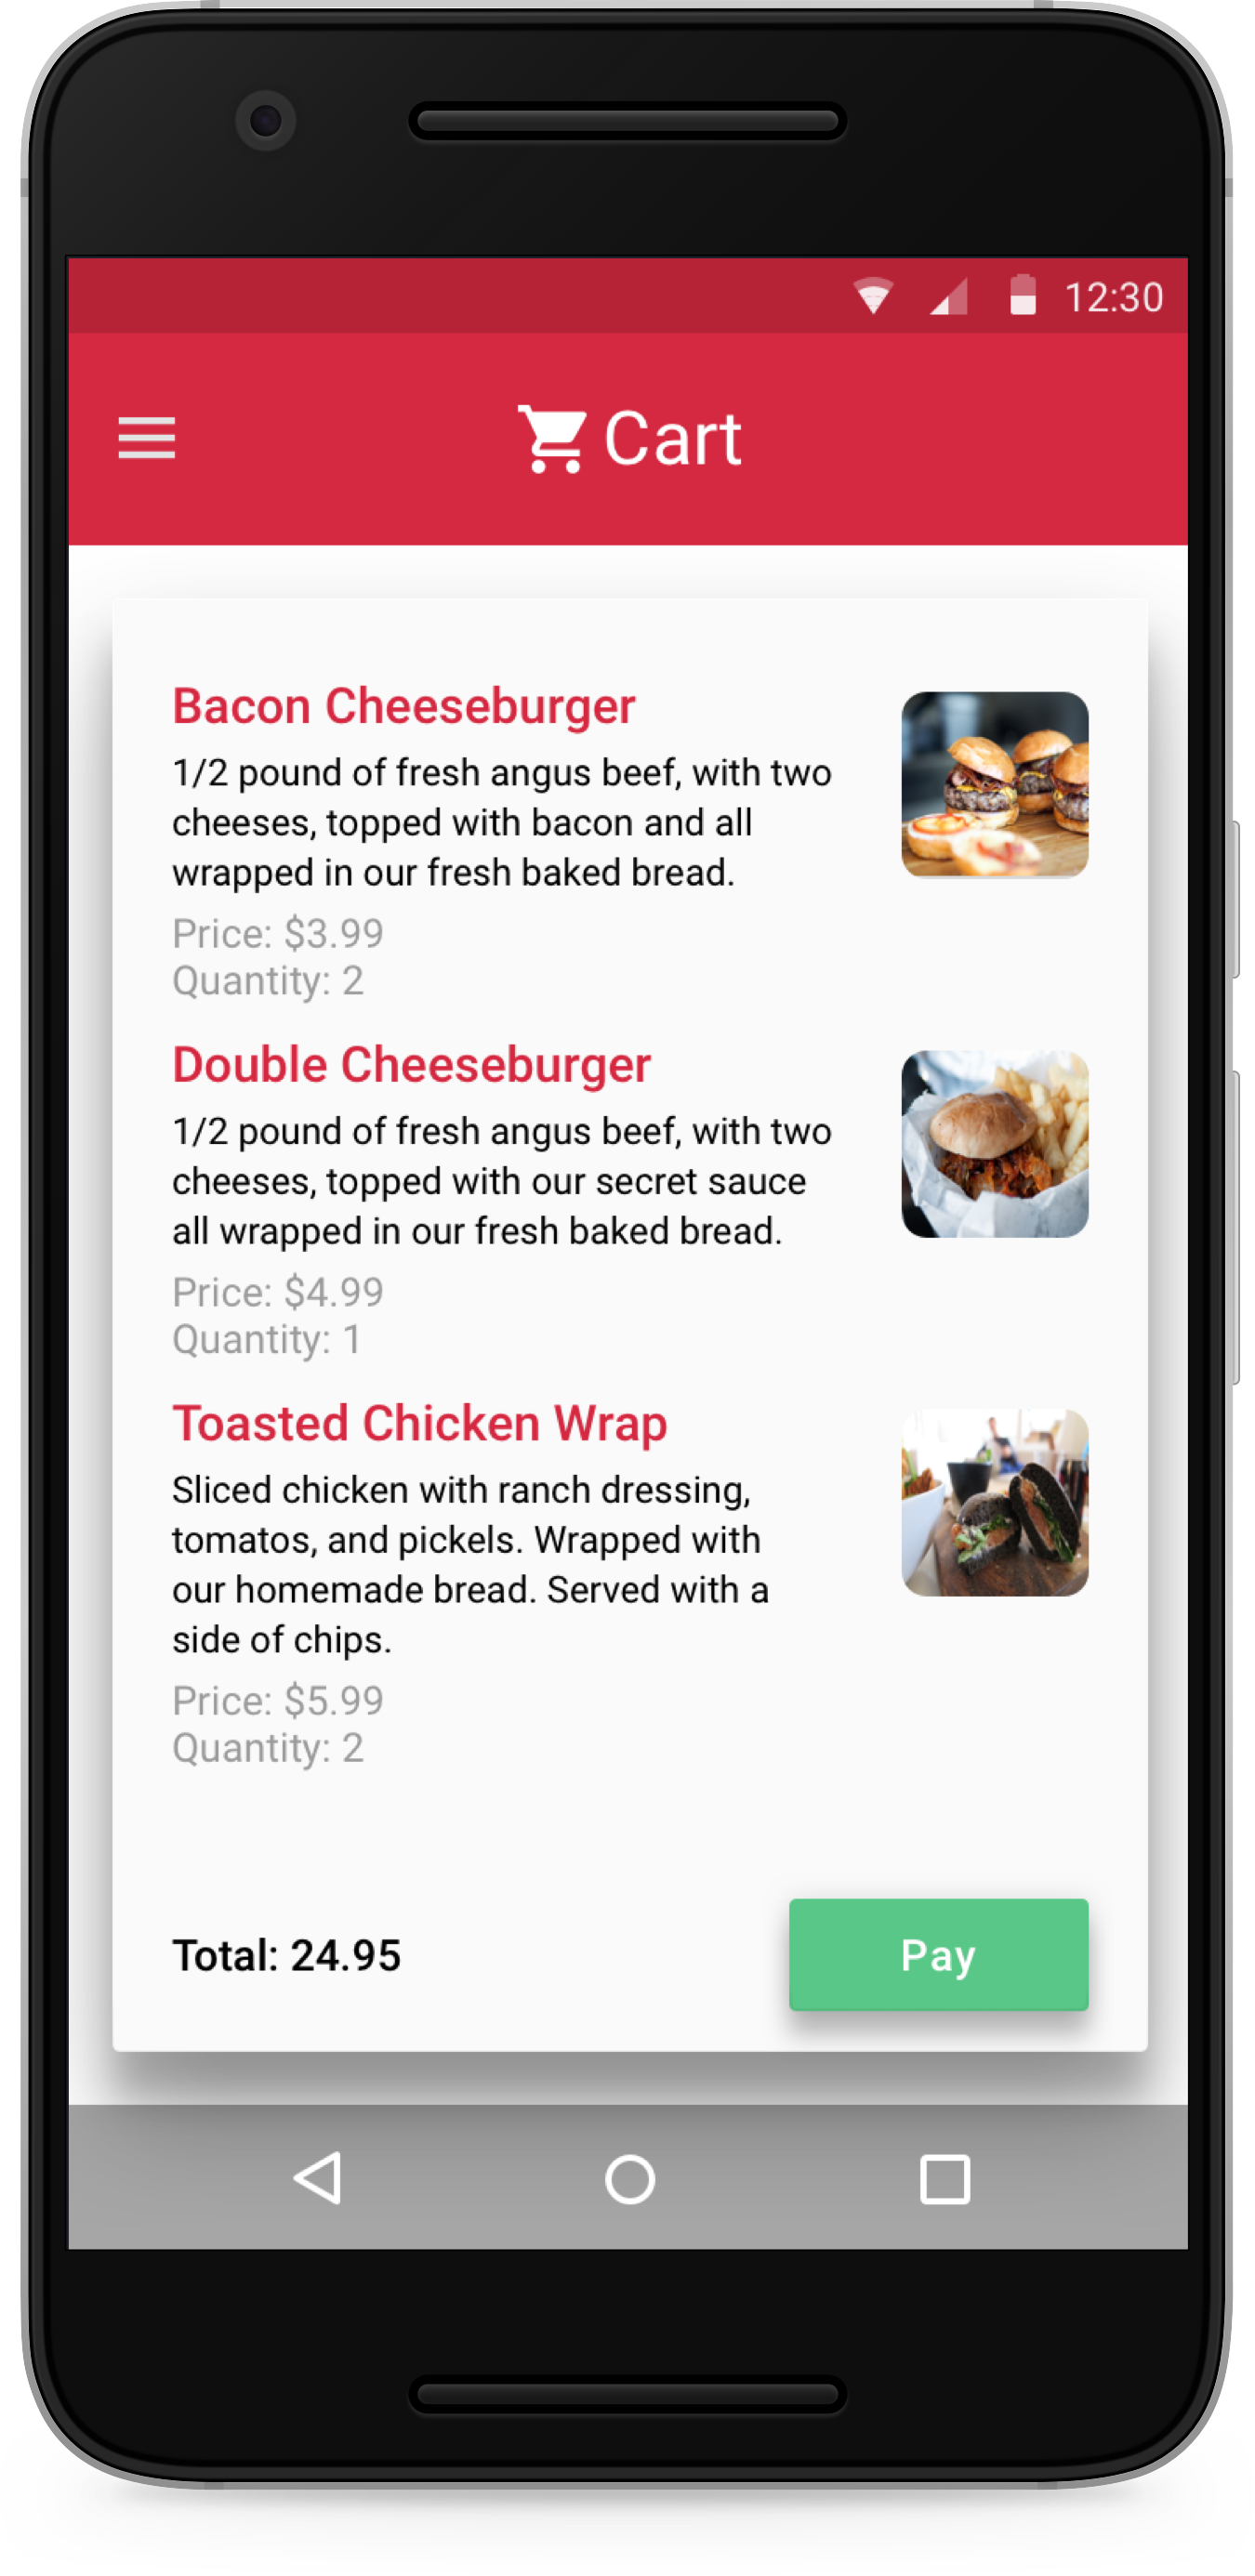 12:30
Cart
Bacon Cheeseburger
1/2 pound of fresh angus beef, with two
cheeses, topped with bacon and all
wrapped in our fresh baked bread.
Price: $3.99
Quantity: 2
Double Cheeseburger
1/2 pound of fresh angus beef, with two
cheeses, topped with our secret sauce
all wrapped in our fresh baked bread.
Price: $4.99
Quantity: 1
Toasted Chicken Wrap
Sliced chicken with ranch dressing,
tomatos, and pickels. Wrapped with
our homemade bread. Served with a
side of chips.
Price: $5.99
Quantity: 2
Total: 24.95
Pay